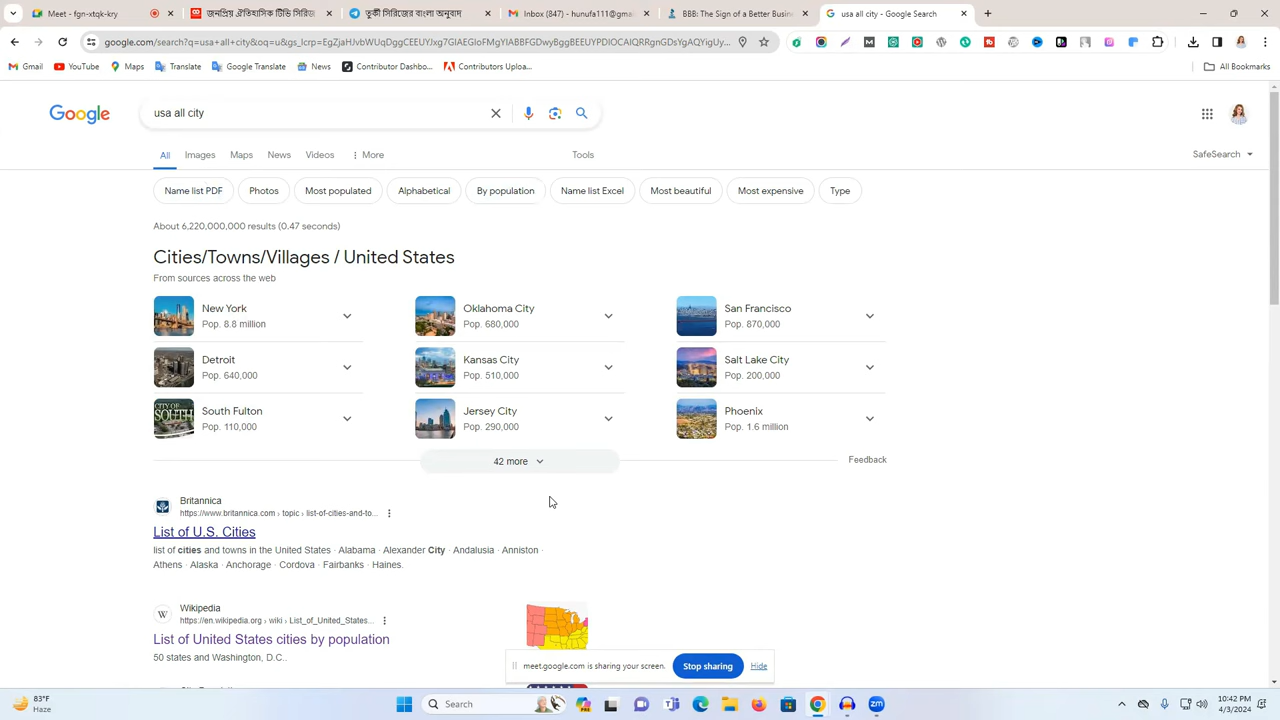 Meet - fgn-nxtk-kyj
জনপ্রিয় ঐতিহাসিক টিভি সিরিজ
তুর্কী সিরিজের বাংলা অনুবাদ
Inbox (847) - hunufa111@gmail
BBB: The Sign of a Better Busin
usa all city - Google Search
google.com/search?q=usa+all+city&oq=u&gs_lcrp=
Gmail
YouTube
Maps
Translate
Google Translate
News
Contributor Dashbo...
Contributors Uploa...
All Bookmarks
Google
usa all city
All
Images
Maps
News
Videos
More
Tools
SafeSearch
Name list PDF
Photos
Most populated
Alphabetical
By population
Name list Excel
Most beautiful
Most expensive
Type
About 6,220,000,000 results (0.47 seconds)
Cities/Towns/Villages / United States
From sources across the web
New York
Pop. 8.8 million
Oklahoma City
Pop. 680,000
San Francisco
Pop. 870,000
Detroit
Pop. 640,000
Kansas City
Pop. 510,000
Salt Lake City
Pop. 200,000
CITY OF
SOUTH
South Fulton
Pop. 110,000
Jersey City
Pop. 290,000
Phoenix
Pop. 1.6 million
42 more
Feedback
Britannica
https://www.britannica.com › topic › list-of-cities-and-to...
List of U.S. Cities
list of cities and towns in the United States · Alabama · Alexander City · Andalusia · Anniston ·
Athens · Alaska · Anchorage · Cordova · Fairbanks · Haines.
W
Wikipedia
https://en.wikipedia.org › wiki › List_of_United_States...
List of United States cities by population
50 states and Washington, D.C..
meet.google.com is sharing your screen.
Stop sharing
Hide
83°F
Haze
Search
10:42 PM
4/3/2024